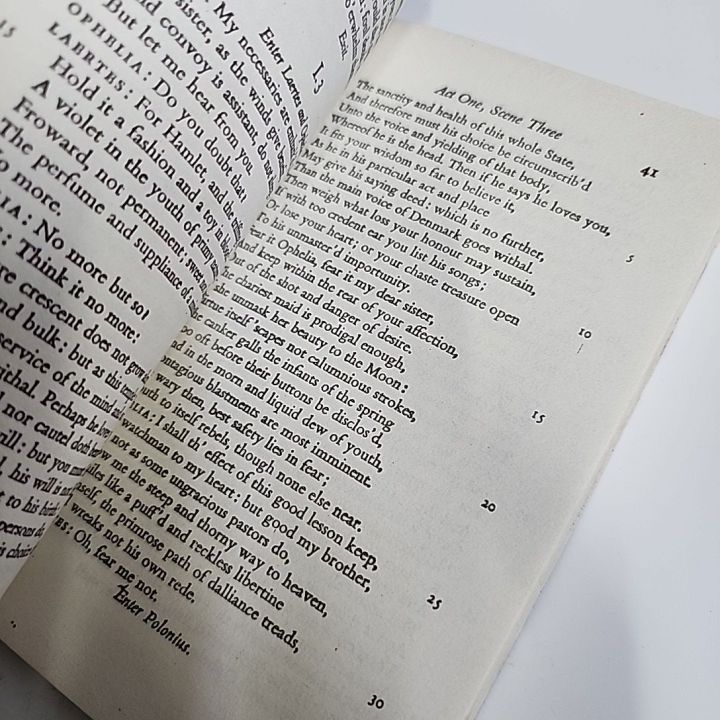 15
Enter Laertes and
My necessaries are
sister, as the winds give
And convoy is assistant, do not
But let me hear from you.
OPHELIA: Do you doubt that?
LAERTES: For Hamlet, and the
Hold it a fashion and a toy in
A violet in the youth of
Froward, not permanent; sweet
The perfume and suppliance of
No more.
No more but so?
Think it no more:
crescent does not grow
and bulk: but as this
service of the mind
withal. Perhaps he
nor cautel doth
will: but you
his will is
to his
persons do
his choice
1.3
Act One, Scene Three
41
The sanctity and health of this whole State,
And therefore must his choice be circumscrib'd
Unto the voice and yielding of that body,
Whereof he is the head. Then if he says he loves you,
It fits your wisdom so far to believe it,
5
As he in his particular act and place
May give his saying deed: which is no further,
Than the main voice of Denmark goes withal.
Then weigh what loss your honour may sustain,
If with too credent ear you list his songs;
10
Or lose your heart; or your chaste treasure open
To his unmaster'd importunity.
Fear it Ophelia, fear it my dear sister,
And keep within the rear of your affection,
Out of the shot and danger of desire.
15
The chariest maid is prodigal enough,
she unmask her beauty to the Moon:
Virtue itself scapes not calumnious strokes,
The canker galls the infants of the spring
Too oft before their buttons be disclos'd,
20
And in the morn and liquid dew of youth,
Contagious blastments are most imminent.
wary then, best safety lies in fear;
Youth to itself rebels, though none else near.
I shall th' effect of this good lesson keep,
25
watchman to my heart: but good my brother,
not as some ungracious pastors do,
me the steep and thorny way to heaven,
like a puff'd and reckless libertine
the primrose path of dalliance treads,
30
wreaks not his own rede.
Oh, fear me not.
Enter Polonius.